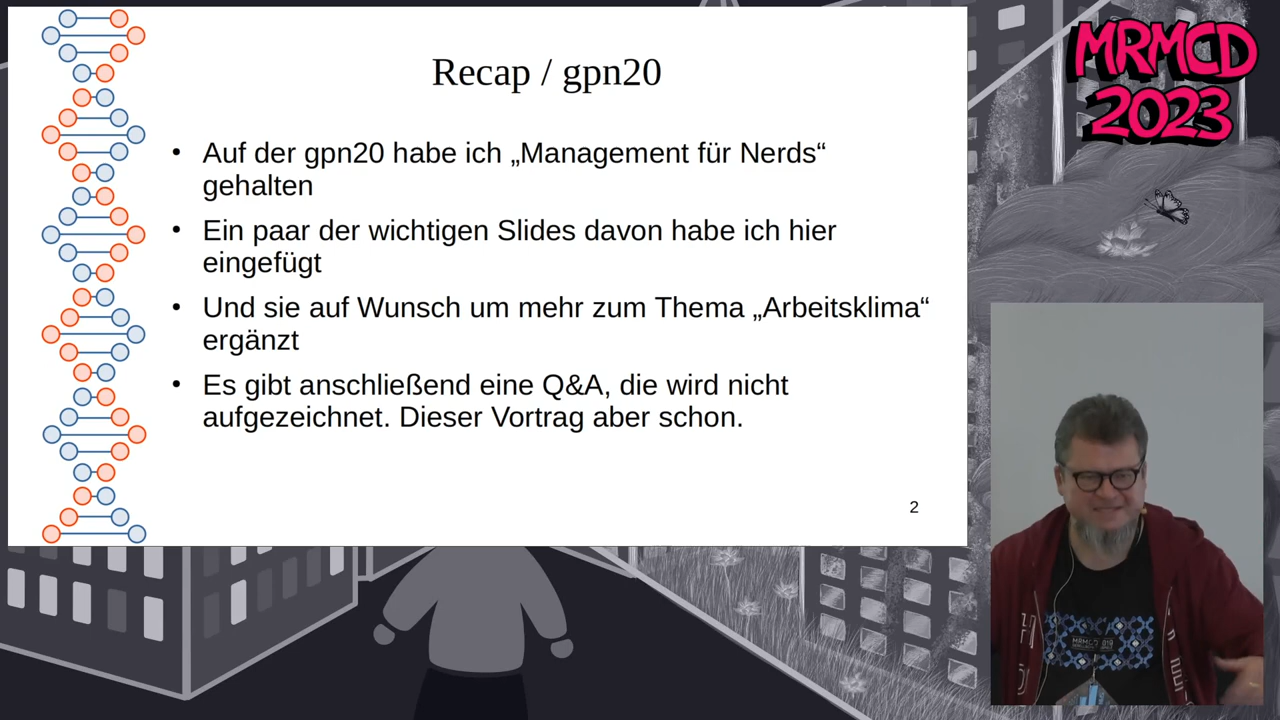 Recap / gpn20
• Auf der gpn20 habe ich „Management für Nerds“
gehalten
• Ein paar der wichtigen Slides davon habe ich hier
eingefügt
• Und sie auf Wunsch um mehr zum Thema „Arbeitsklima“
ergänzt
• Es gibt anschließend eine Q&A, die wird nicht
aufgezeichnet. Dieser Vortrag aber schon.
2
MRMCD
2023